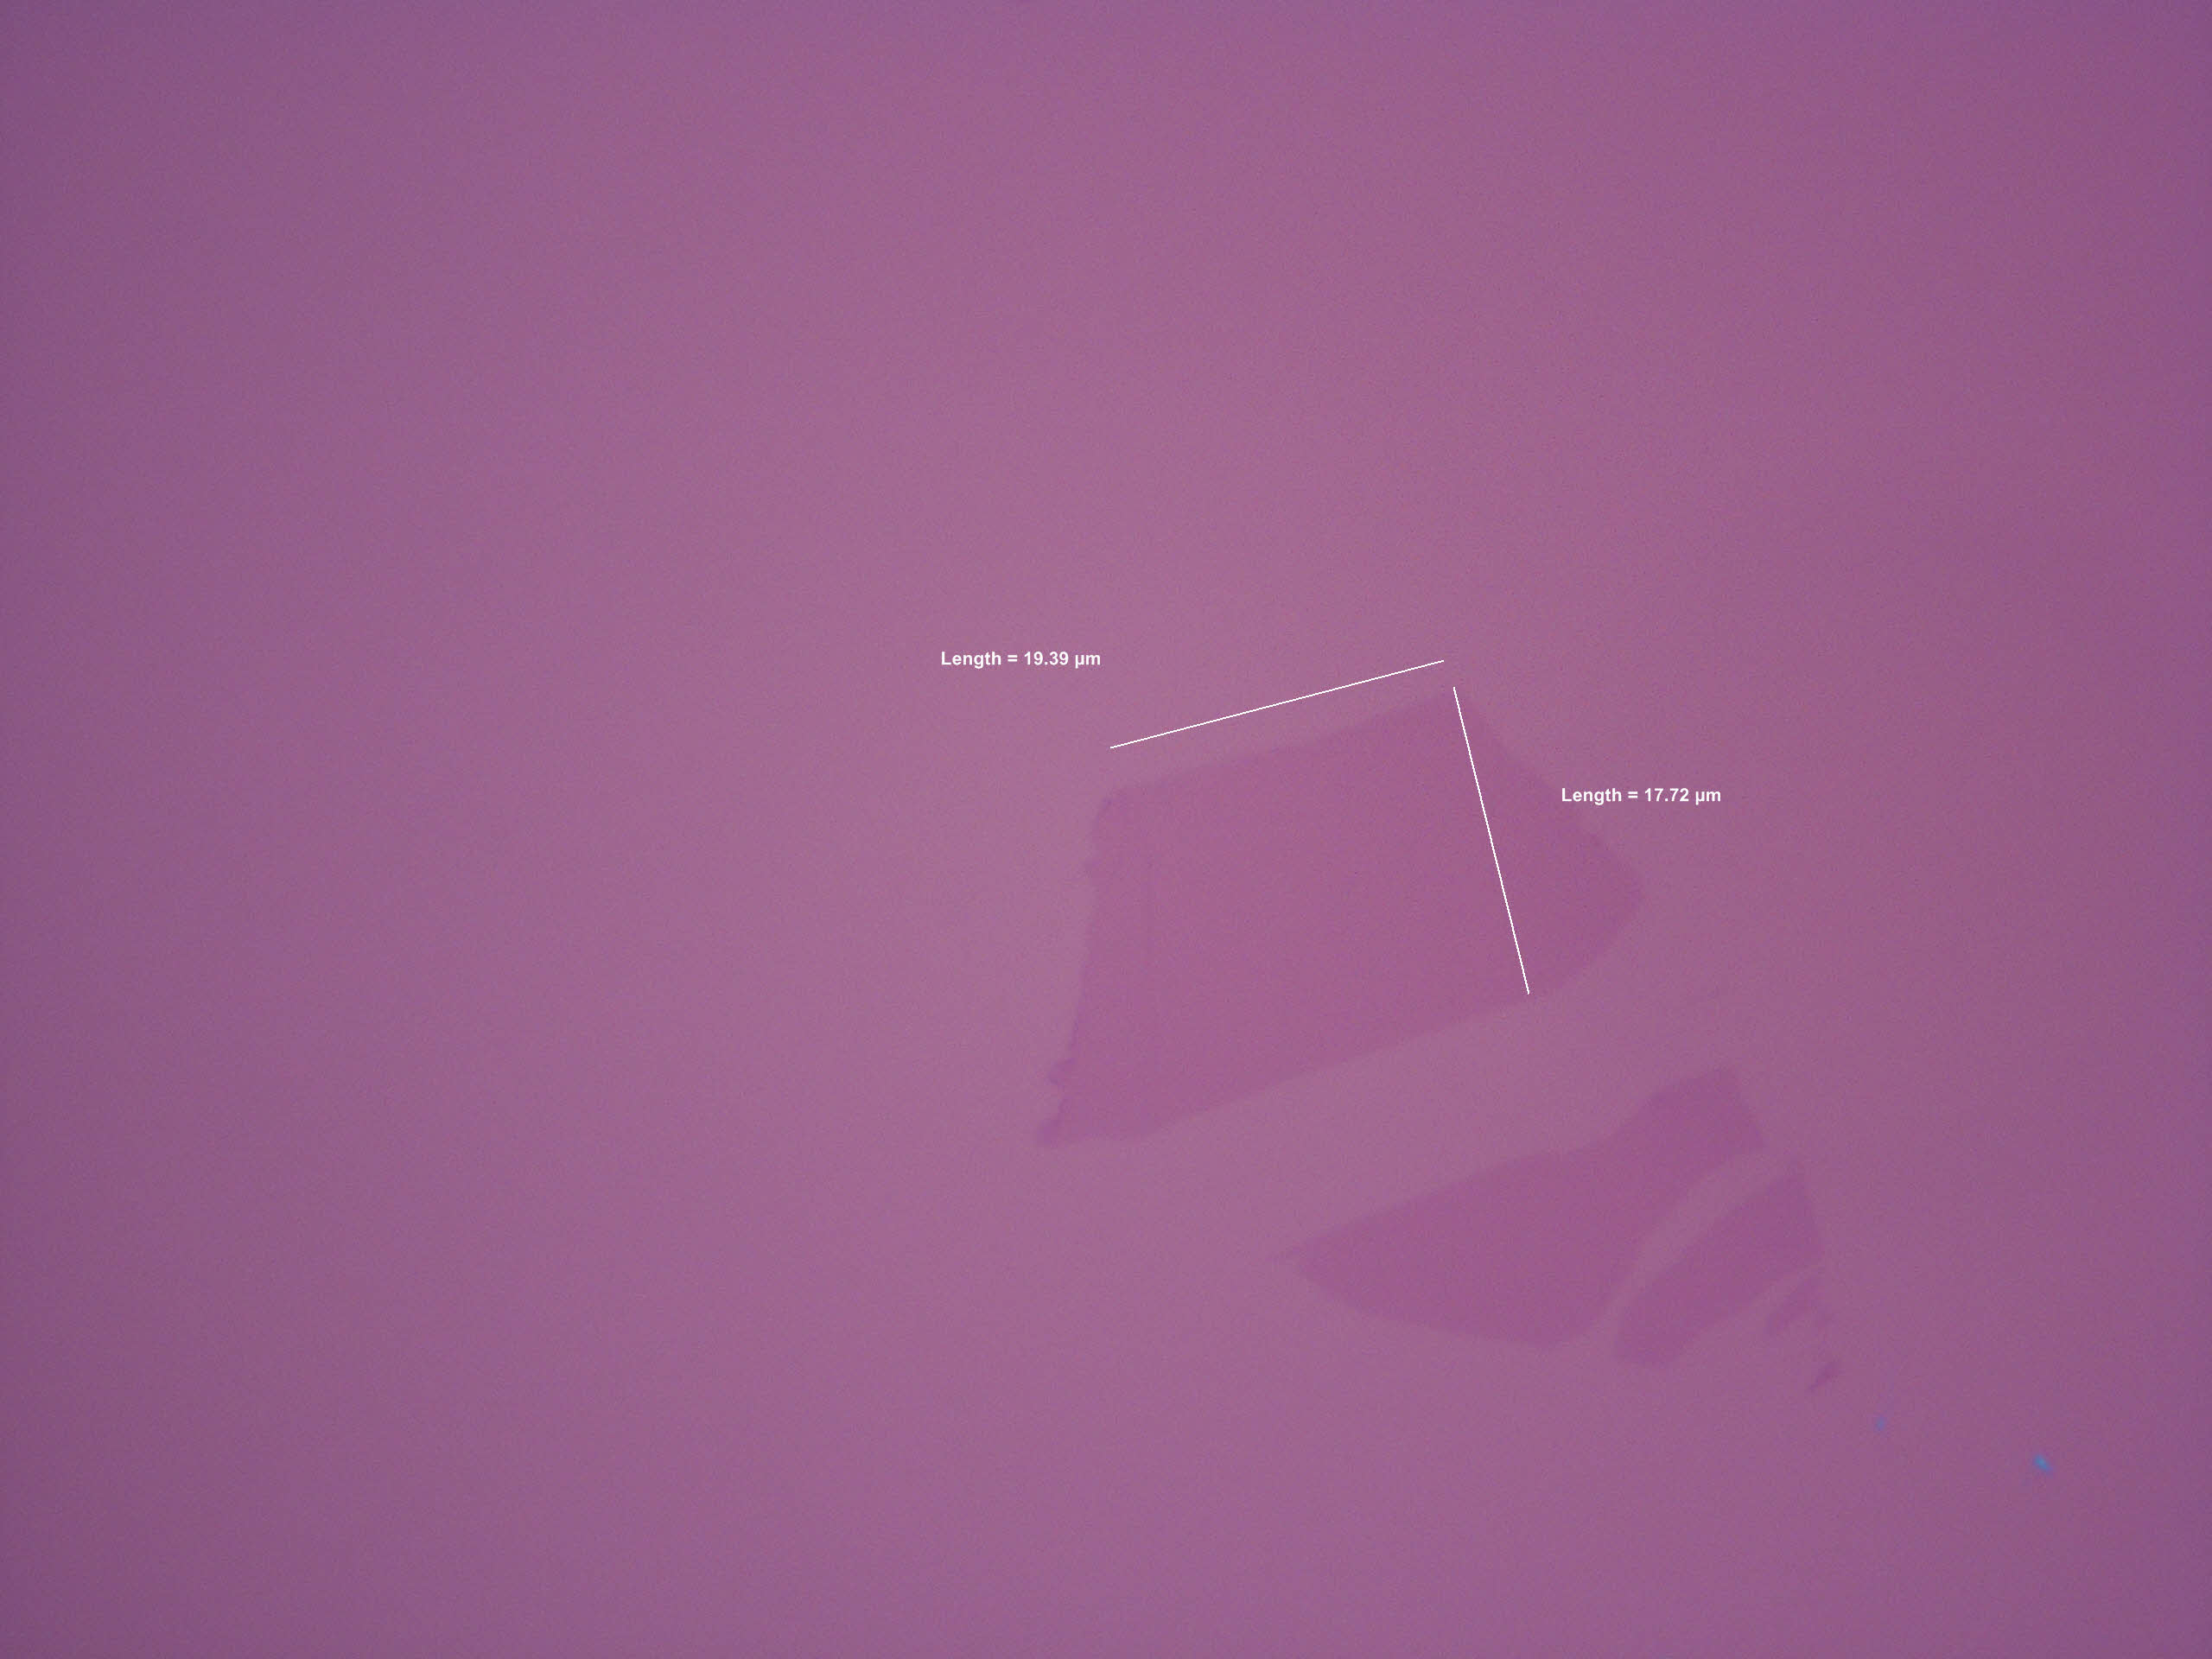 Length = 19.39 µm
Length = 17.72 µm